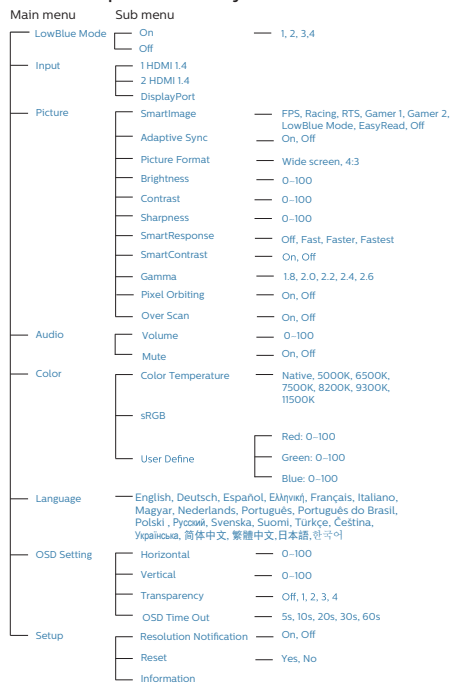 Main menu Sub menu
LowBlue Mode On 1, 2, 3,4
Off
Input 1 HDMI 1.4
2 HDMI 1.4
DisplayPort
Picture SmartImage FPS, Racing, RTS, Gamer 1, Gamer 2,
LowBlue Mode, EasyRead, Off
Adaptive Sync On, Off
Picture Format Wide screen, 4:3
Brightness 0-100
Contrast 0-100
Sharpness 0-100
SmartResponse Off, Fast, Faster, Fastest
SmartContrast On, Off
Gamma 1.8, 2.0, 2.2, 2.4, 2.6
Pixel Orbiting On, Off
Over Scan On, Off
Audio Volume 0-100
Mute On, Off
Color Color Temperature Native, 5000K, 6500K,
7500K, 8200K, 9300K,
11500K
sRGB
Red: 0-100
User Define Green: 0-100
Blue: 0-100
Language English, Deutsch, Español, Ελληνική, Français, Italiano,
Magyar, Nederlands, Português, Português do Brasil,
Polski , Русский, Svenska, Suomi, Türkçe, Čeština,
Українська, 简体中文, 繁體中文,日本語,한국어
OSD Setting Horizontal 0-100
Vertical 0-100
Transparency Off, 1, 2, 3, 4
OSD Time Out 5s, 10s, 20s, 30s, 60s
Setup Resolution Notification On, Off
Reset Yes, No
Information